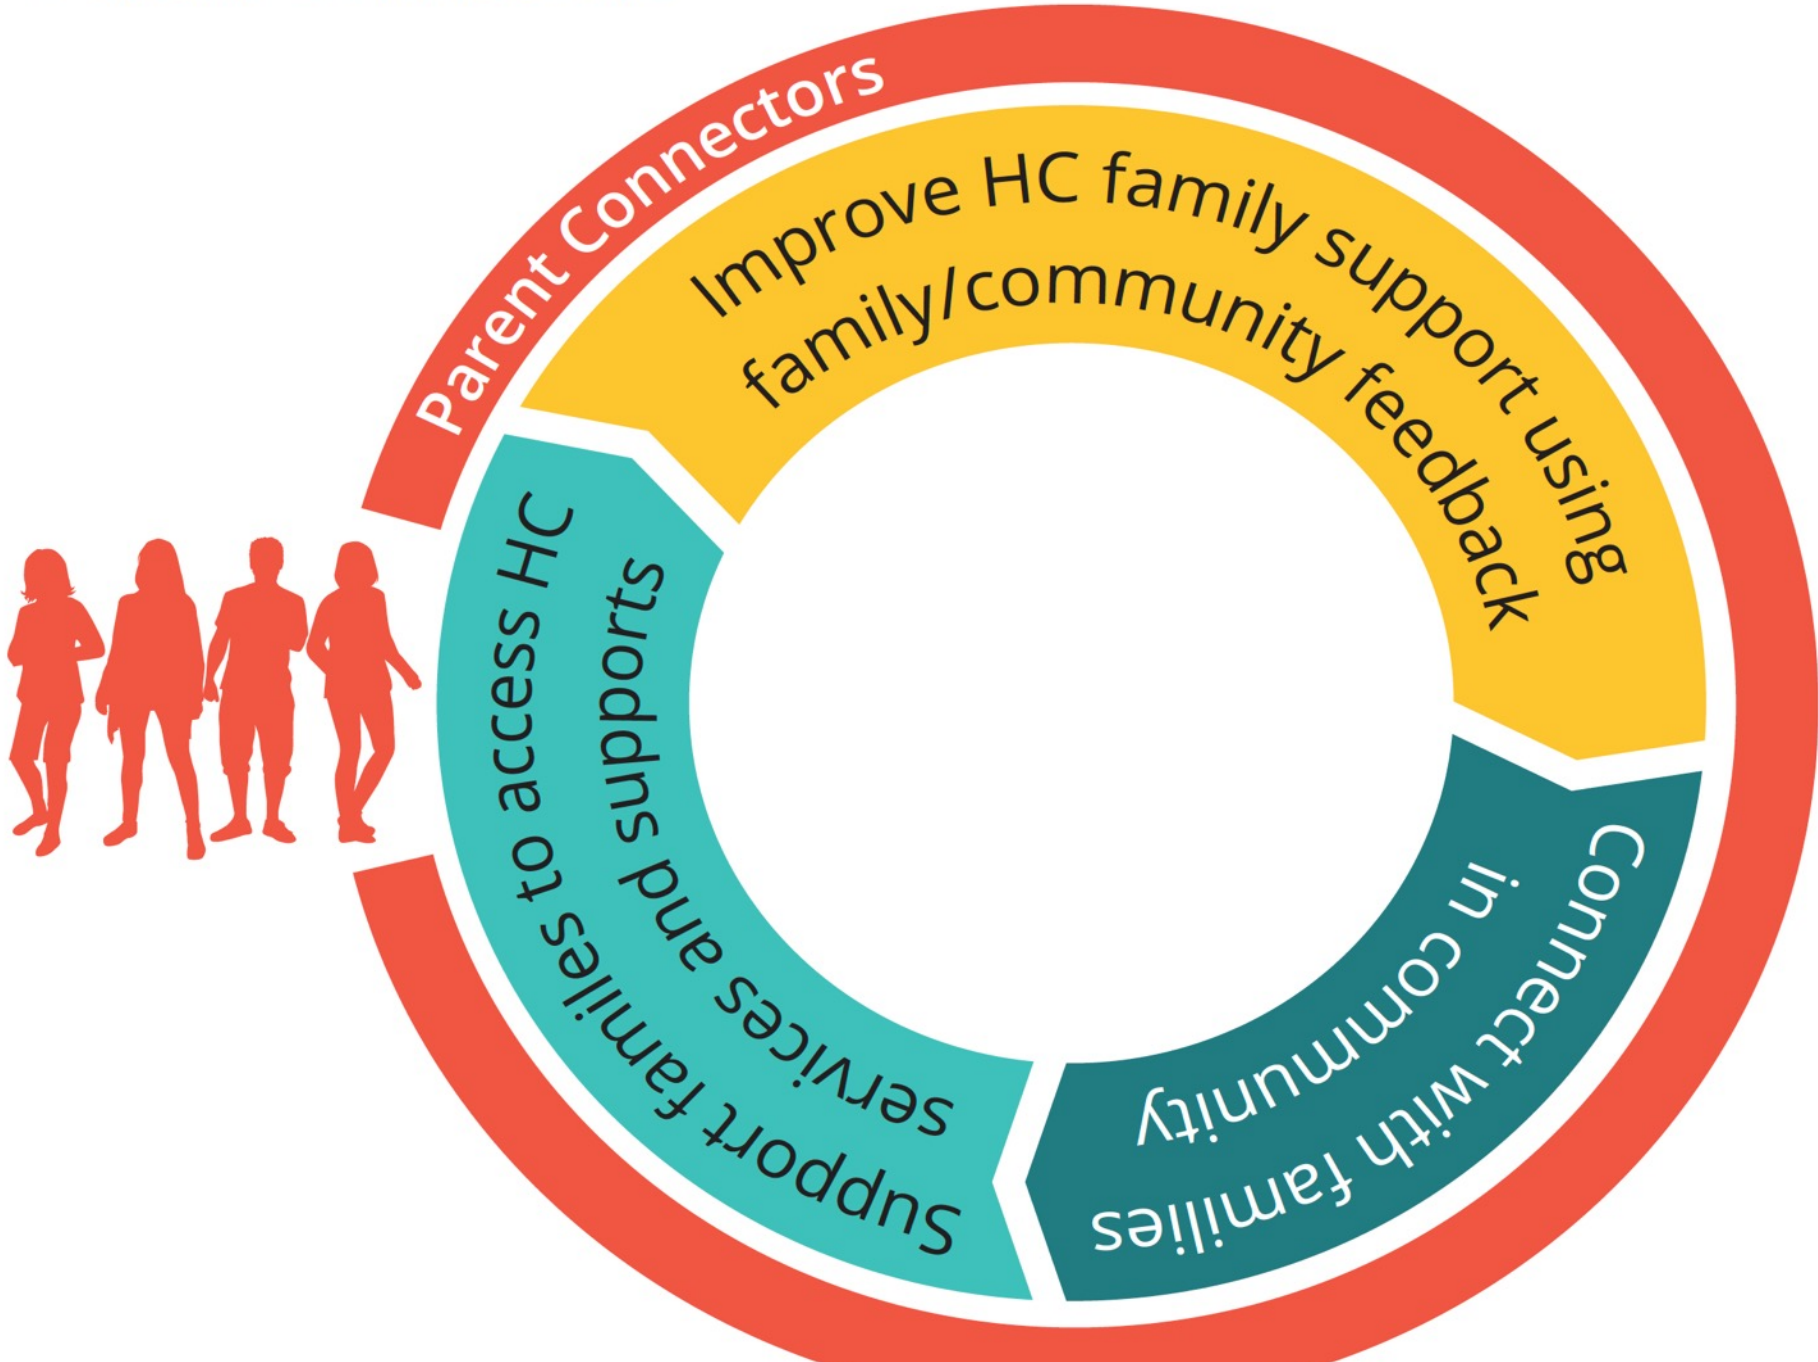 Parent Connectors
Improve HC family support using
family/community feedback
Connect with families
in community
Support families to access HC
services and supports